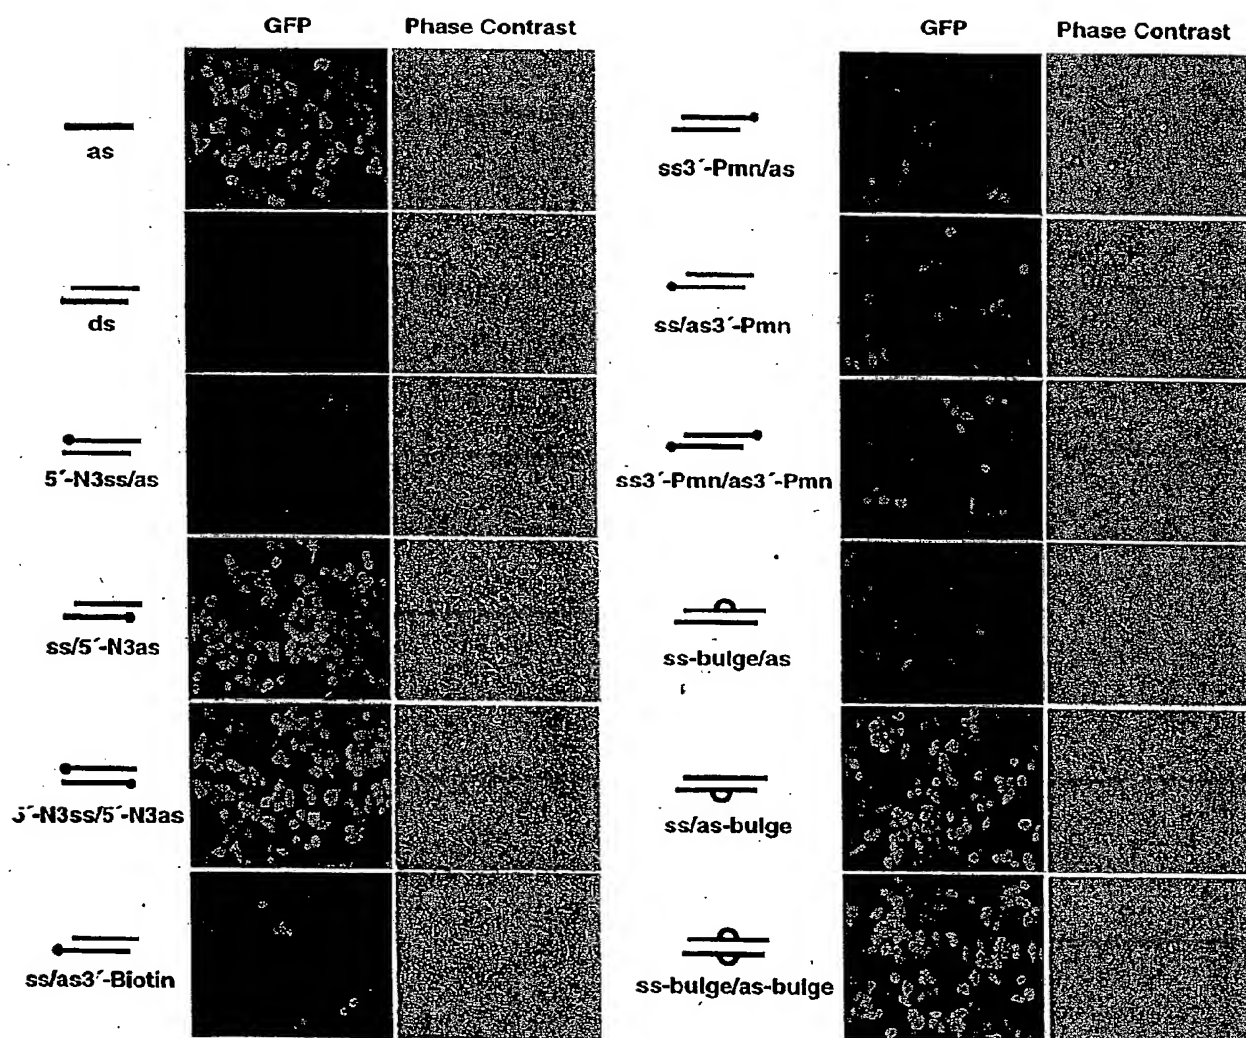 GFP Phase Contrast
as
ds
5´-N3ss/as
ss/5´-N3as
5´-N3ss/5´-N3as
ss/as3´-Biotin
GFP Phase Contrast
ss3´-Pmn/as
ss/as3´-Pmn
ss3´-Pmn/as3´-Pmn
ss-bulge/as
ss/as-bulge
ss-bulge/as-bulge